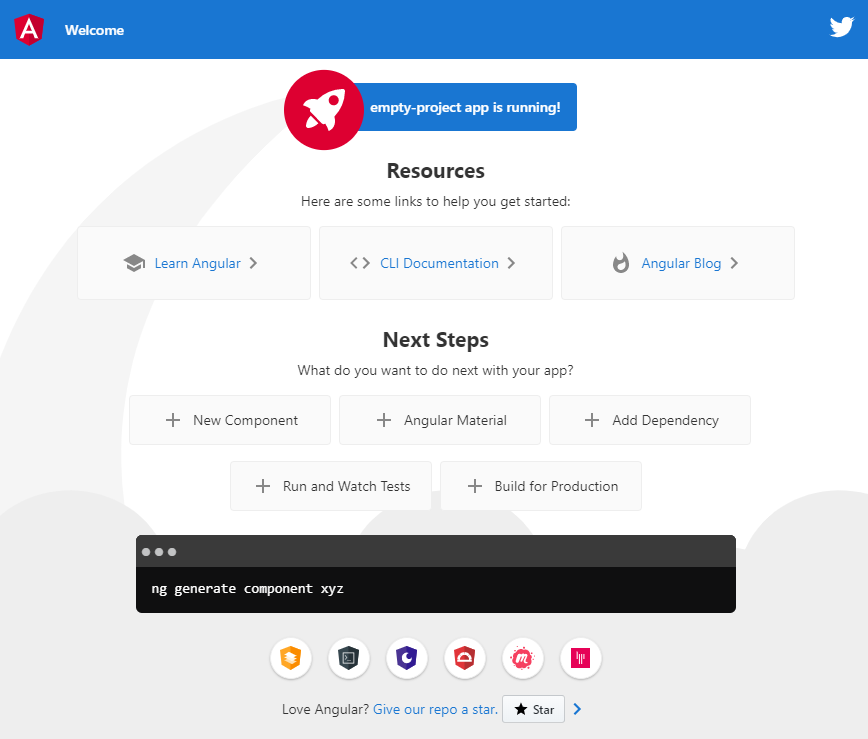 Welcome
empty-project app is running!
Resources
Here are some links to help you get started:
Learn Angular
CLI Documentation
Angular Blog
Next Steps
What do you want to do next with your app?
New Component
Angular Material
Add Dependency
Run and Watch Tests
Build for Production
ng generate component xyz
Love Angular? Give our repo a star. Star